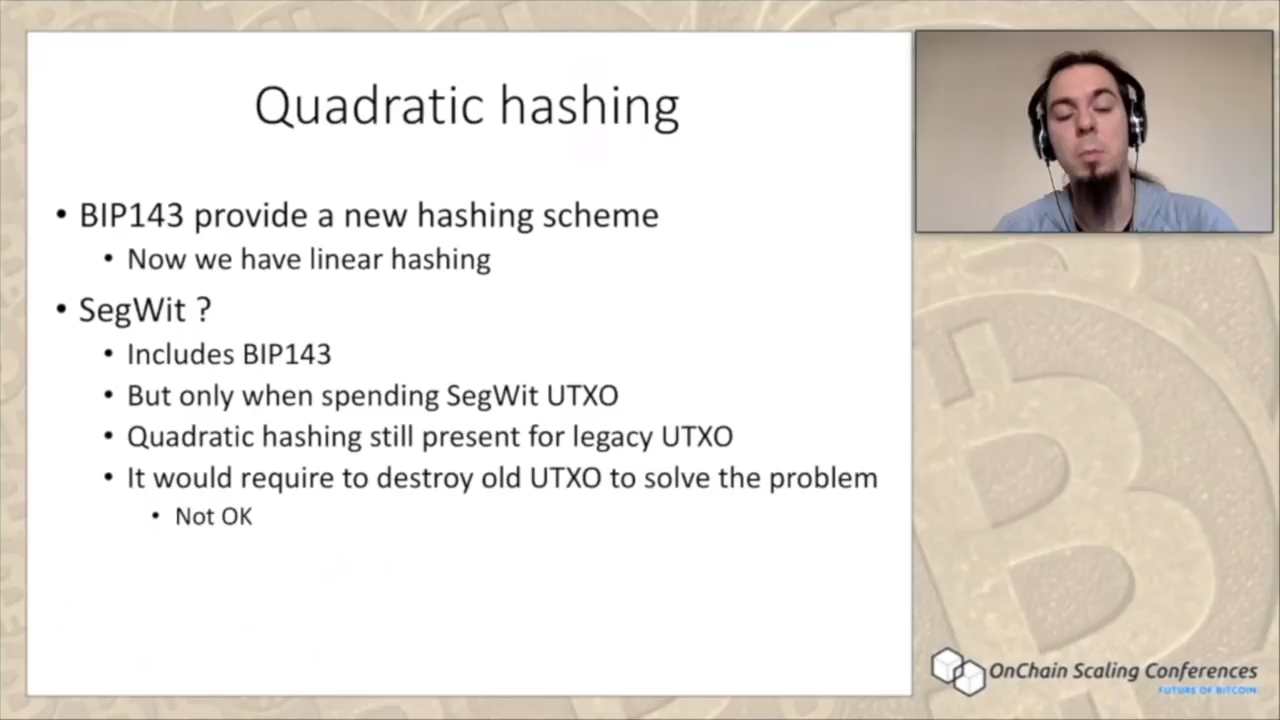 Quadratic hashing
• BIP143 provide a new hashing scheme
• Now we have linear hashing
• SegWit ?
• Includes BIP143
• But only when spending SegWit UTXO
• Quadratic hashing still present for legacy UTXO
• It would require to destroy old UTXO to solve the problem
• Not OK
OnChain Scaling Conferences
FUTURE OF BITCOIN